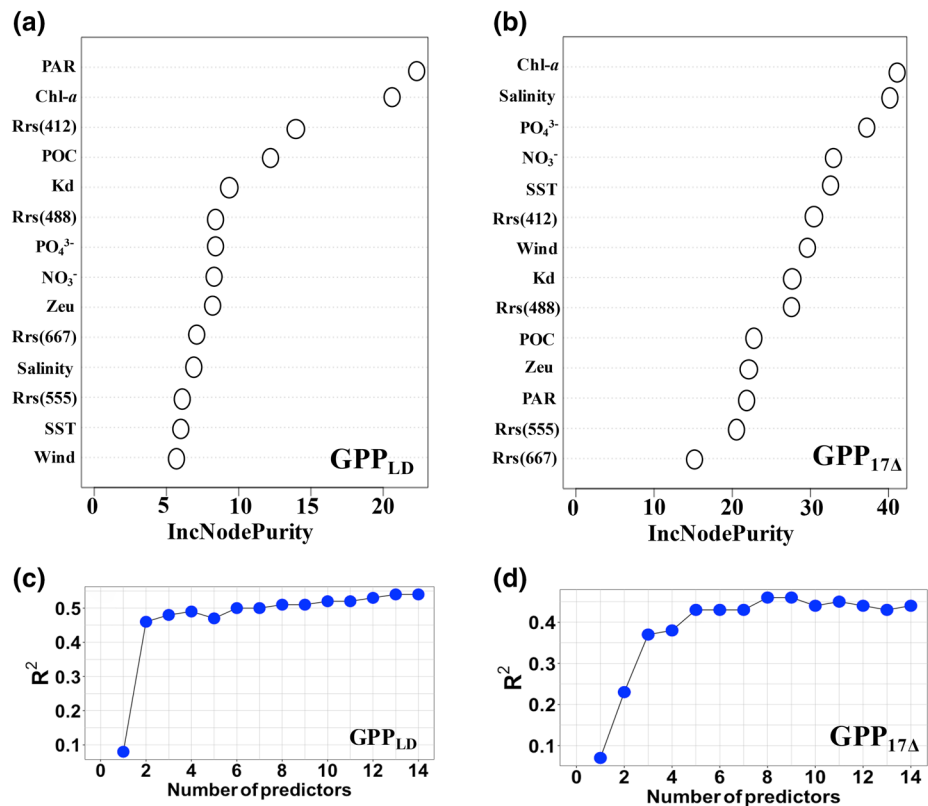 (a)
PAR
Chl-a
Rrs(412)
POC
Kd
Rrs(488)
PO₄³⁻
NO₃⁻
Zeu
Rrs(667)
Salinity
Rrs(555)
SST
Wind
GPP_LD
0 5 10 15 20
IncNodePurity
(b)
Chl-a
Salinity
PO₄³⁻
NO₃⁻
SST
Rrs(412)
Wind
Kd
Rrs(488)
POC
Zeu
PAR
Rrs(555)
Rrs(667)
GPP₁₇Δ
0 10 20 30 40
IncNodePurity
(c)
R²
0.5
0.4
0.3
0.2
0.1
GPP_LD
0 2 4 6 8 10 12 14
Number of predictors
(d)
R²
0.4
0.3
0.2
0.1
GPP₁₇Δ
0 2 4 6 8 10 12 14
Number of predictors